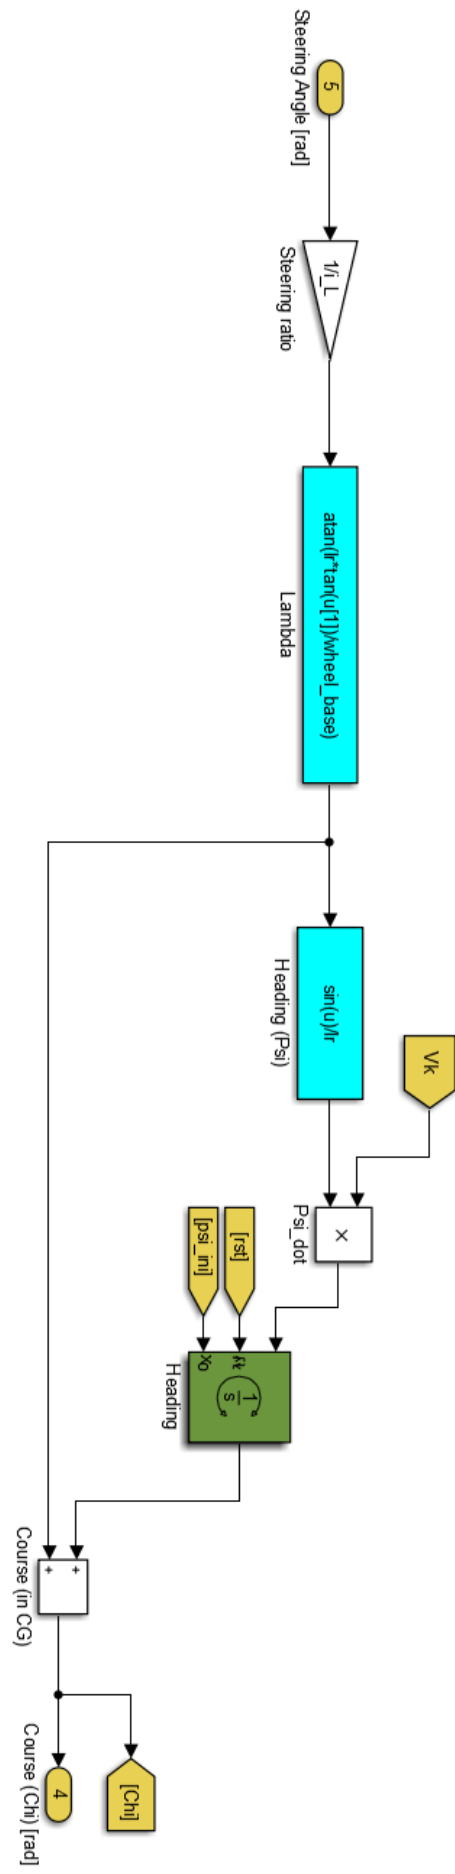 5
Steering Angle [rad]
1/i_L
Steering ratio
atan(lr*tan(u[1])/wheel_base)
Lambda
sin(u)/lr
Heading (Psi)
Vk
×
Psi_dot
[rst]
[psi_ini]
1
s
xo
Heading
+
+
Course (in CG)
[Chi]
4
Course (Chi) [rad]